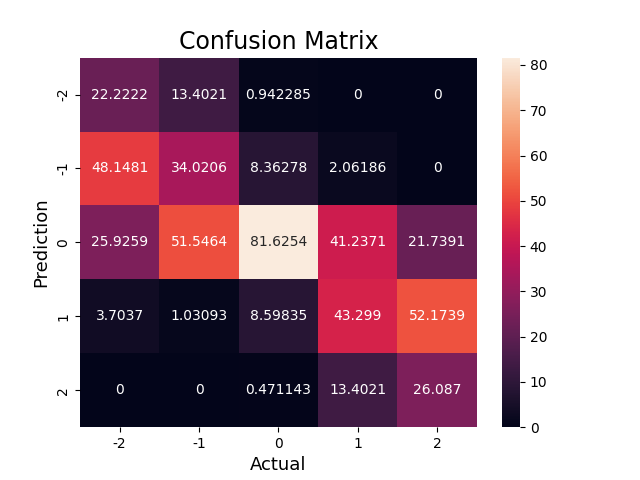 Confusion Matrix
-2 22.2222 13.4021 0.942285 0 0
-1 48.1481 34.0206 8.36278 2.06186 0
0 25.9259 51.5464 81.6254 41.2371 21.7391
1 3.7037 1.03093 8.59835 43.299 52.1739
2 0 0 0.471143 13.4021 26.087
-2 -1 0 1 2
Prediction
Actual
80
70
60
50
40
30
20
10
0